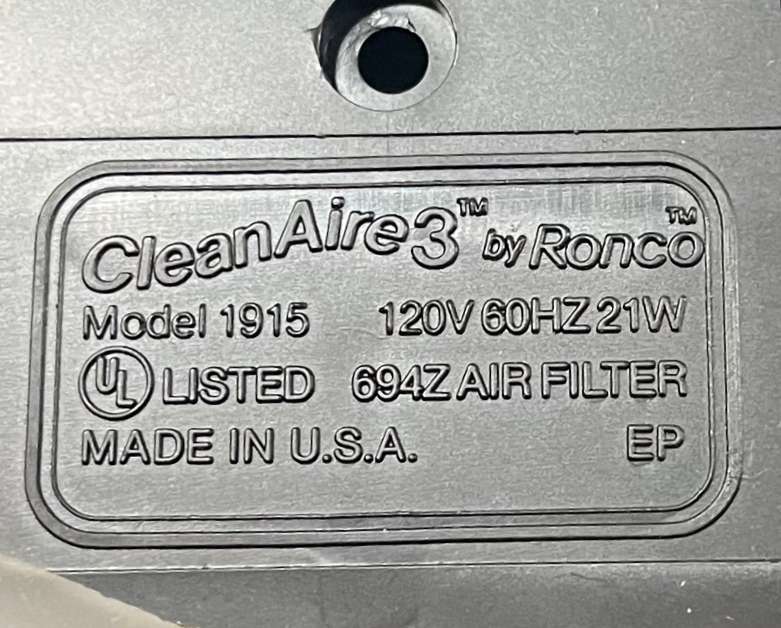 CleanAire3™ by Ronco™
Model 1915 120V 60HZ 21W
UL LISTED 694Z AIR FILTER
MADE IN U.S.A. EP